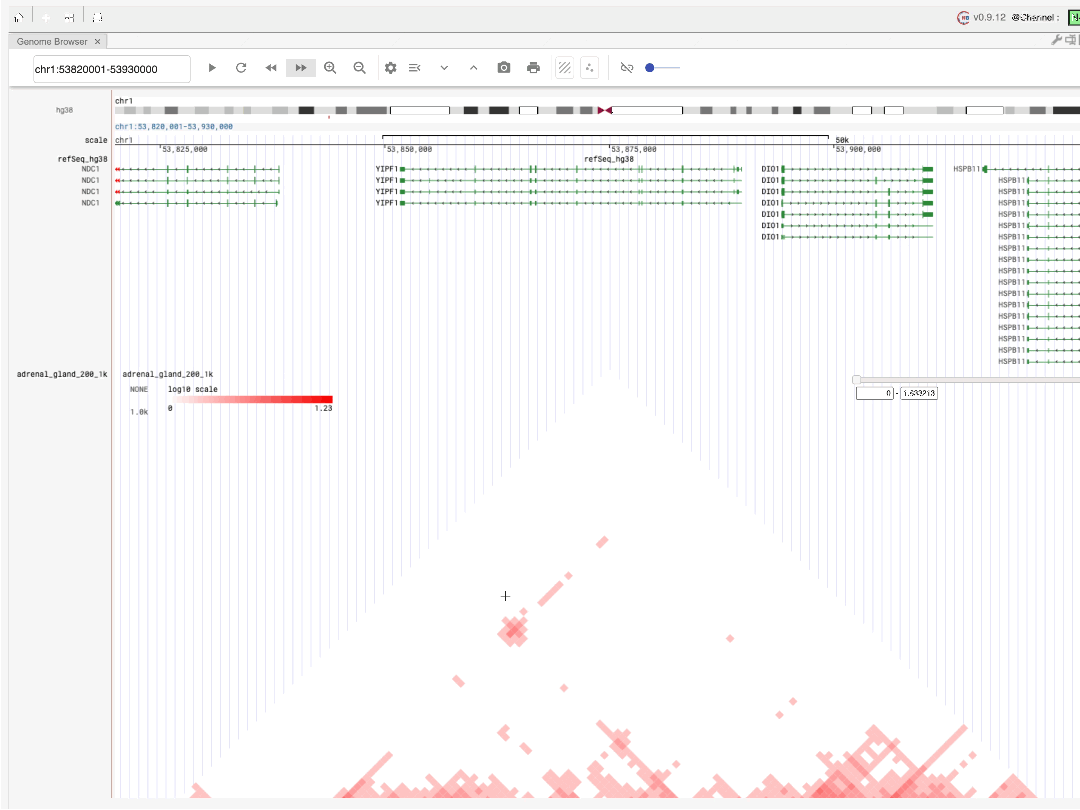 v0.9.12 @Chennel :
Genome Browser ×
chr1:53820001-53930000
hg38
chr1
chr1:53,820,001-53,930,000
scale
chr1
50k
53,825,000
53,850,000
53,875,000
53,900,000
refSeq_hg38
refSeq_hg38
NDC1
YIPF1
DIO1
HSPB11
NDC1
YIPF1
DIO1
HSPB11
NDC1
YIPF1
DIO1
HSPB11
NDC1
YIPF1
DIO1
HSPB11
DIO1
HSPB11
DIO1
HSPB11
DIO1
HSPB11
HSPB11
HSPB11
HSPB11
HSPB11
HSPB11
HSPB11
HSPB11
HSPB11
HSPB11
HSPB11
adrenal_gland_200_1k
adrenal_gland_200_1k
NONE
log10 scale
1.0k
0
1.23
0 -